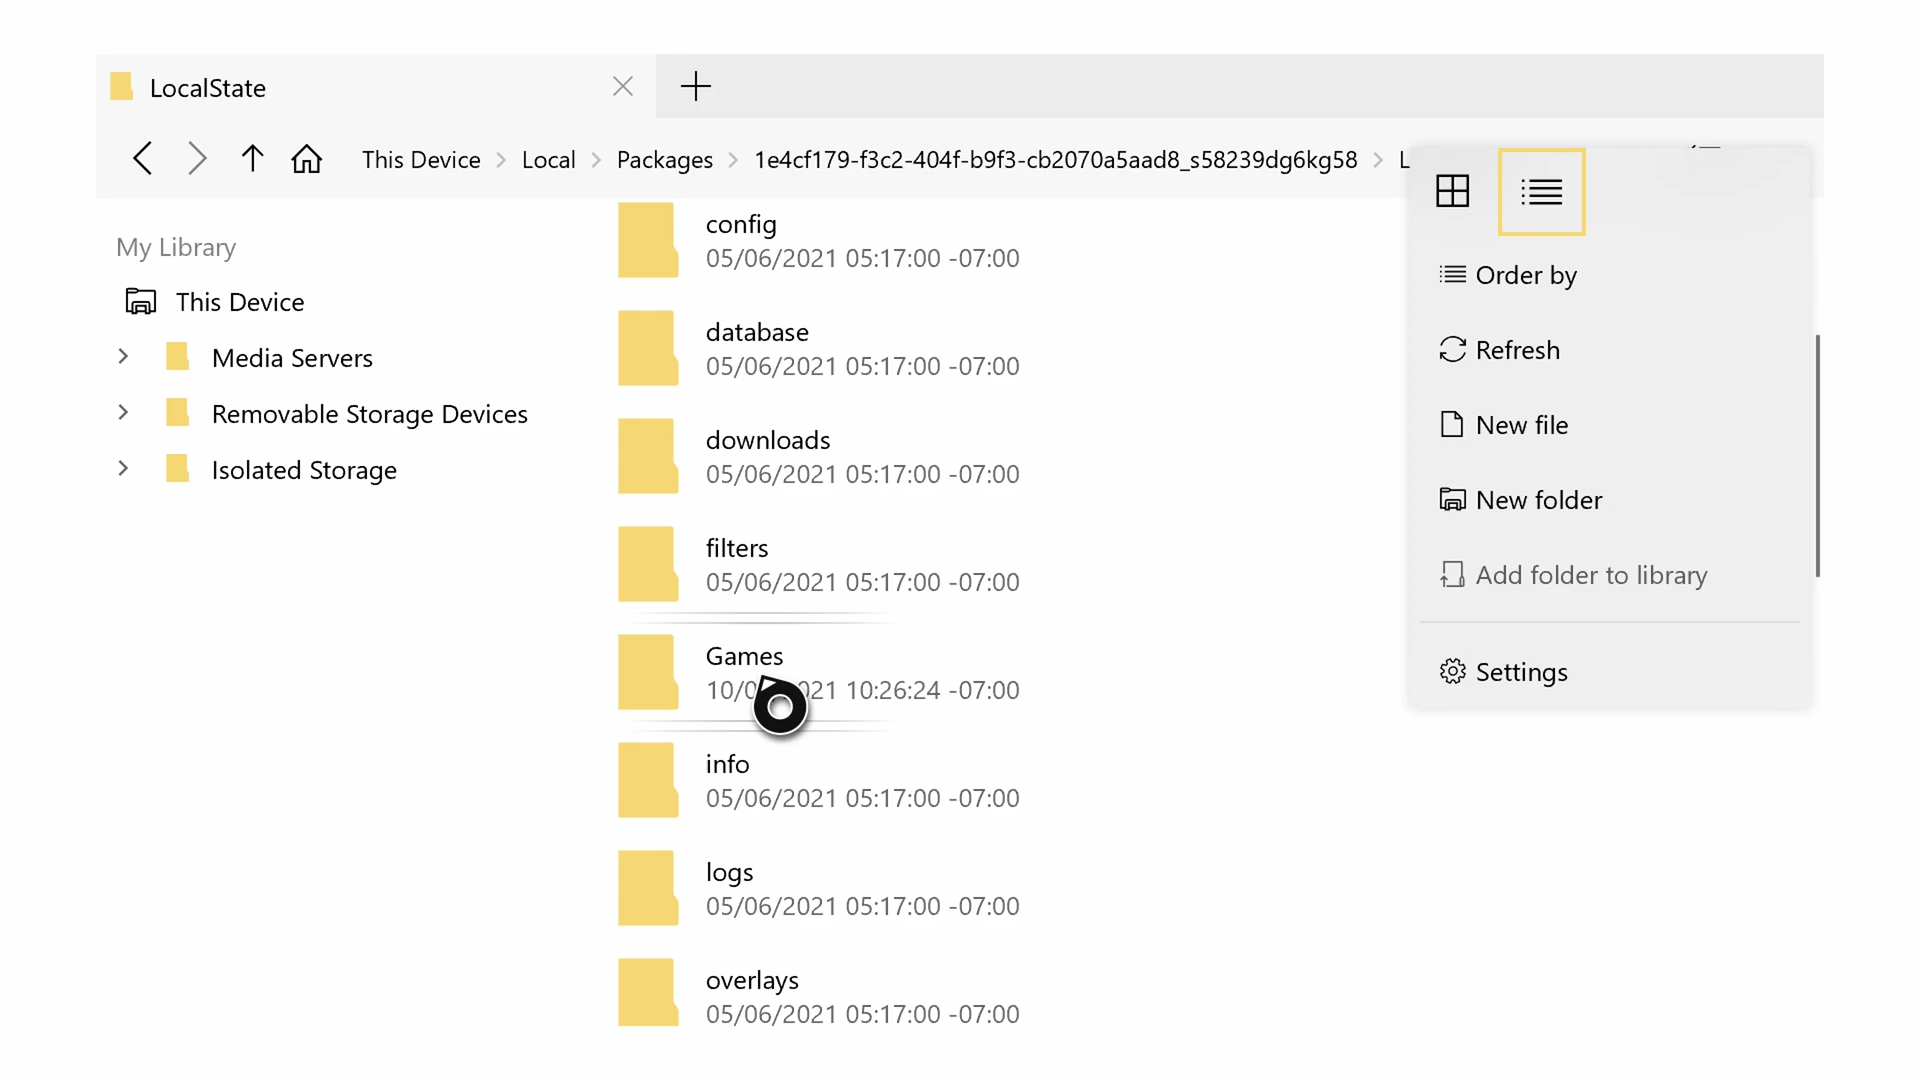 LocalState
This Device > Local > Packages > 1e4cf179-f3c2-404f-b9f3-cb2070a5aad8_s58239dg6kg58 > L
My Library
This Device
Media Servers
Removable Storage Devices
Isolated Storage
config
05/06/2021 05:17:00 -07:00
database
05/06/2021 05:17:00 -07:00
downloads
05/06/2021 05:17:00 -07:00
filters
05/06/2021 05:17:00 -07:00
Games
10/0 021 10:26:24 -07:00
info
05/06/2021 05:17:00 -07:00
logs
05/06/2021 05:17:00 -07:00
overlays
05/06/2021 05:17:00 -07:00
Order by
Refresh
New file
New folder
Add folder to library
Settings